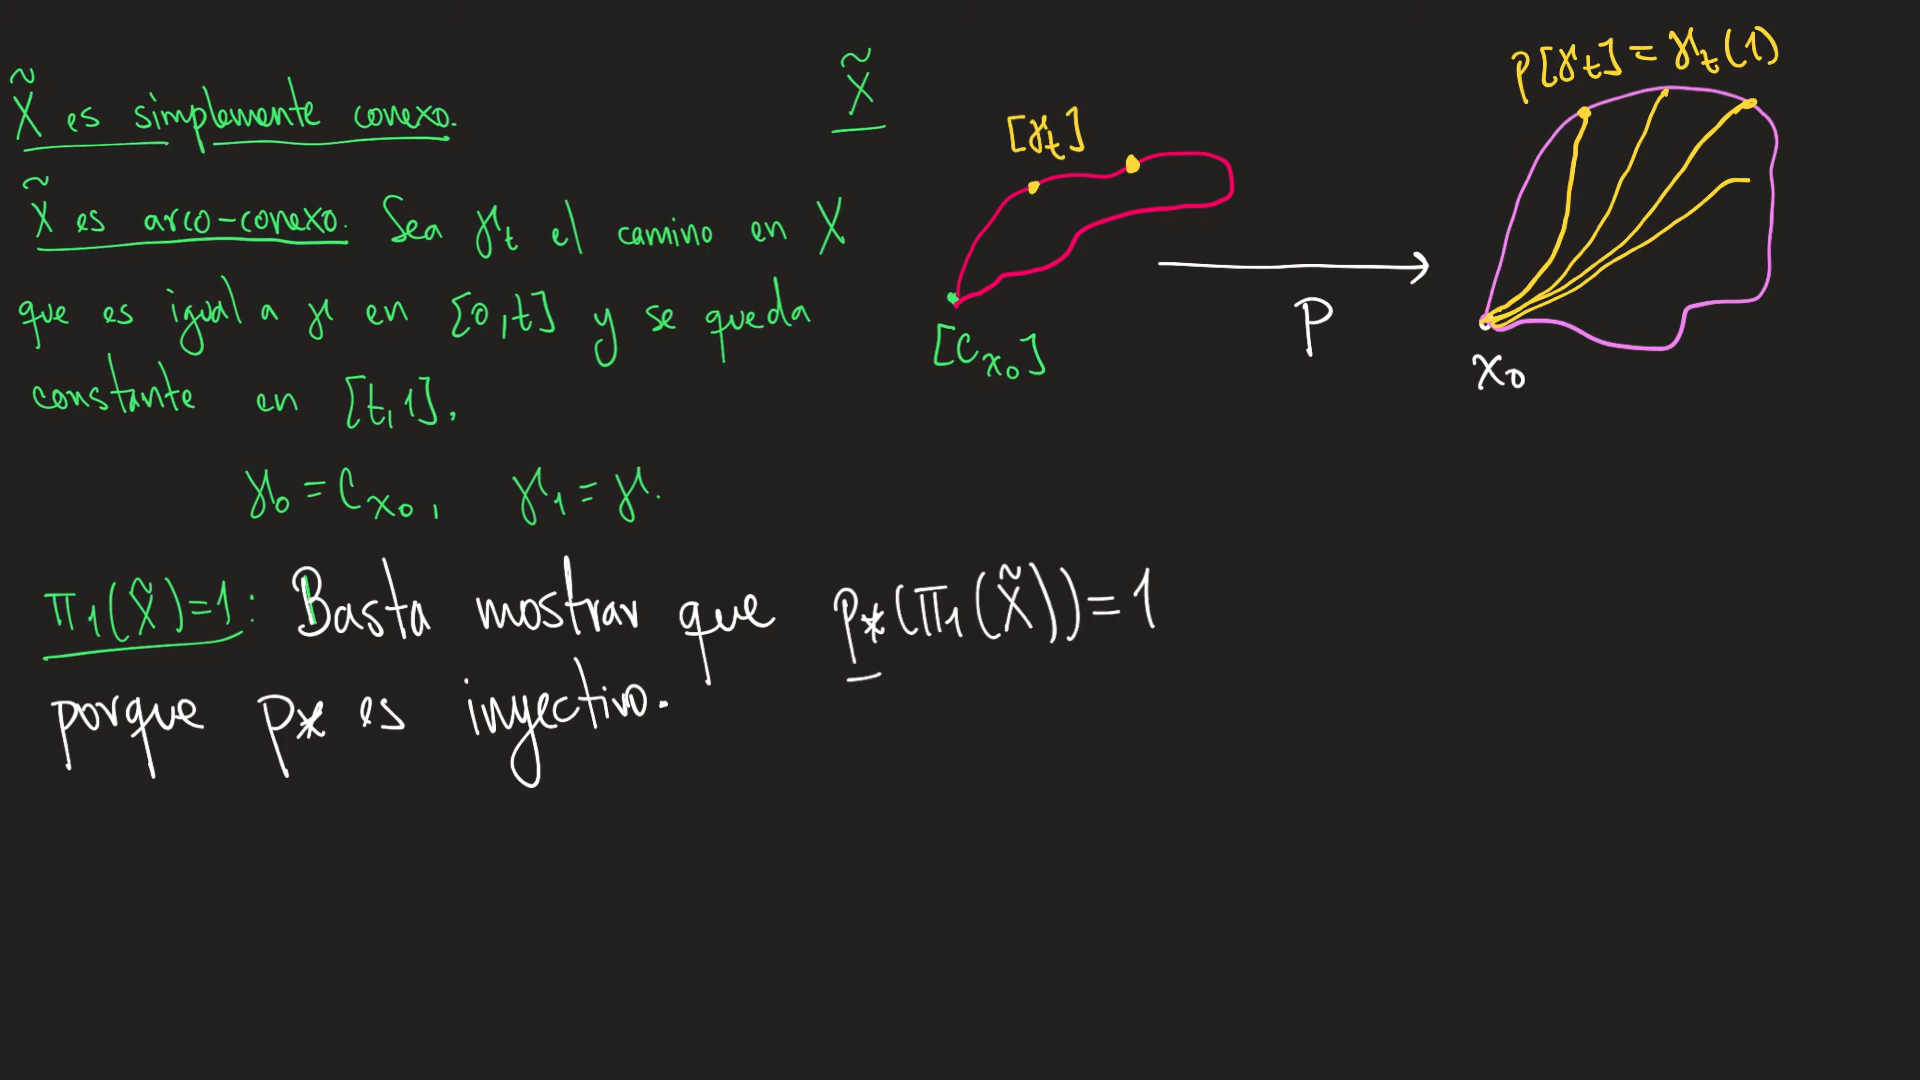 X̃ es simplemente conexo.
X̃ es arco-conexo. Sea γt el camino en X
que es igual a γ en [0,t] y se queda
constante en [t,1].
γ0 = Cx0, γ1 = γ.
π1(X̃)=1: Basta mostrar que p*(π1(X̃))=1
porque p* es inyectivo.
X̃
[γt]
[Cx0]
P
p[γt] = γt(1)
x0